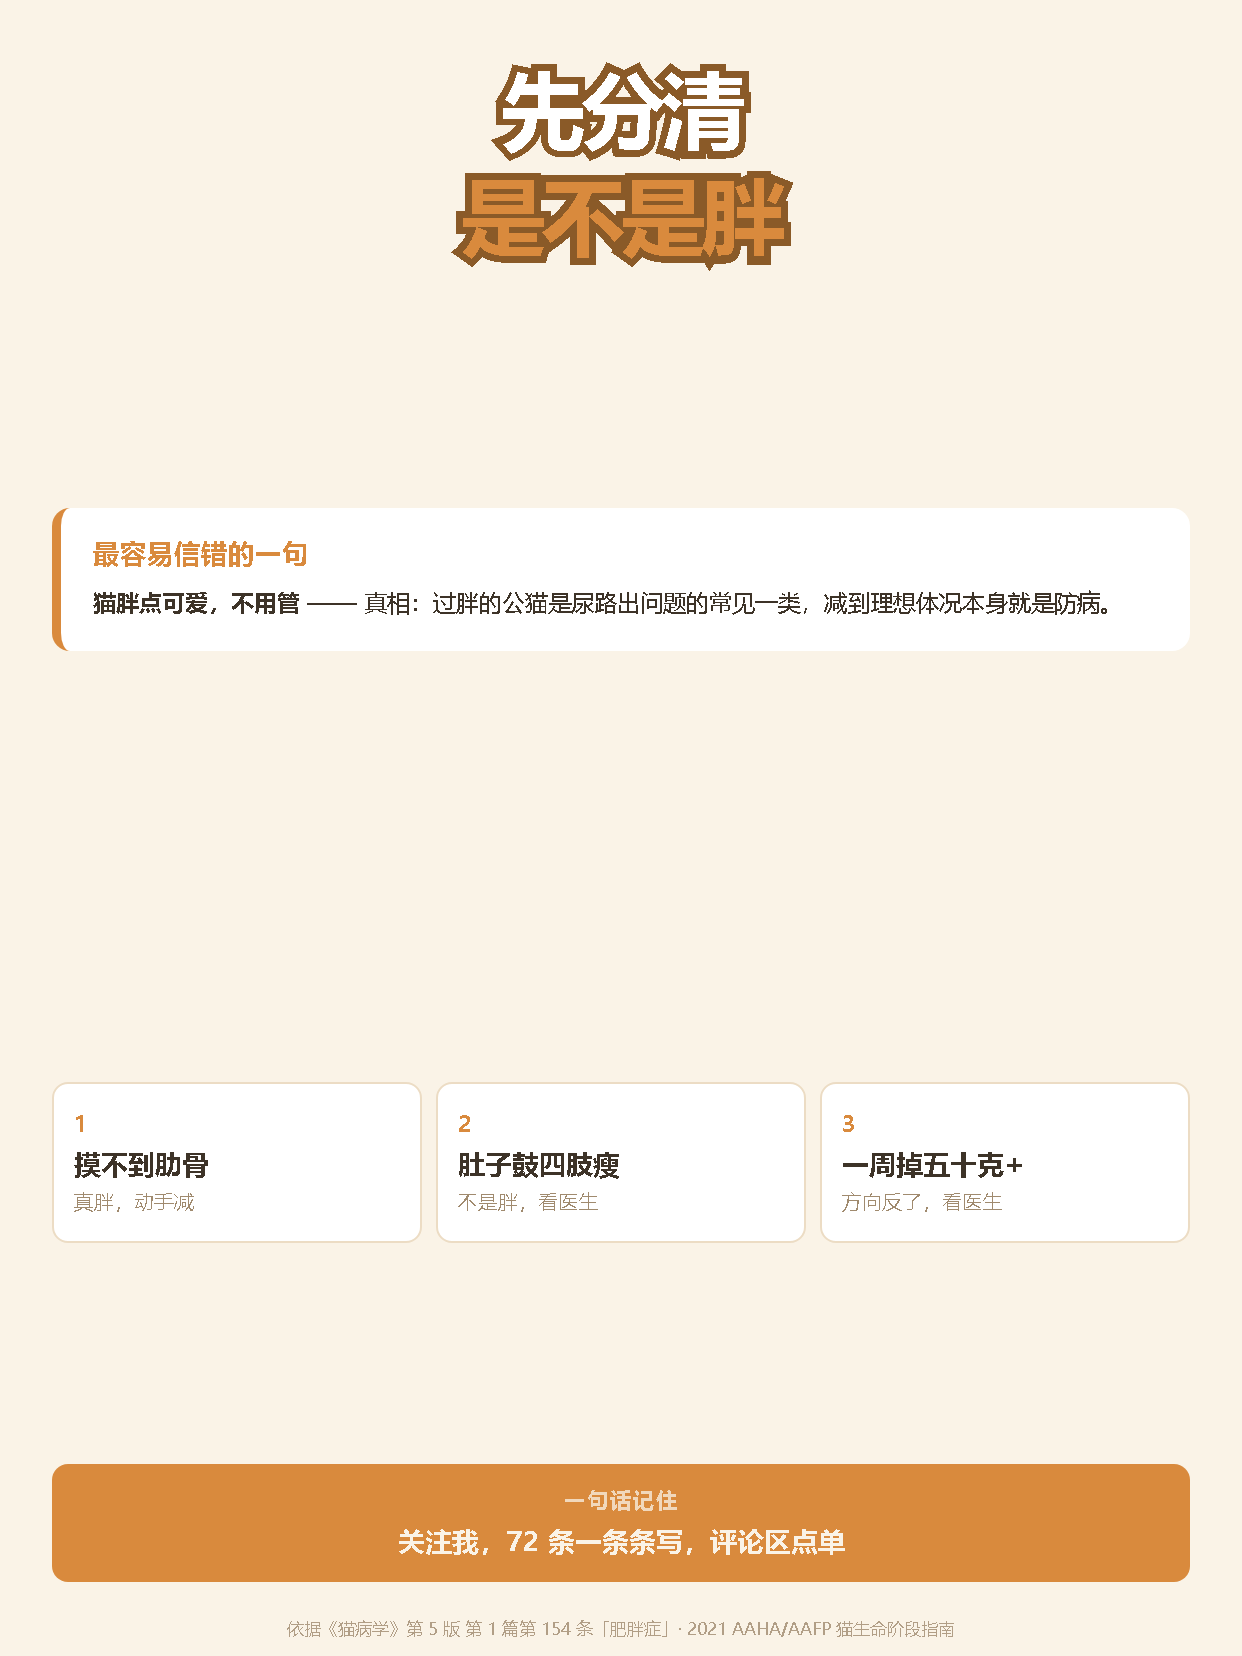 先分清
是不是胖
最容易信错的一句
猫胖点可爱，不用管 —— 真相：过胖的公猫是尿路出问题的常见一类，减到理想体况本身就是防病。
1
摸不到肋骨
真胖，动手减
2
肚子鼓四肢瘦
不是胖，看医生
3
一周掉五十克+
方向反了，看医生
一句话记住
关注我，72 条一条条写，评论区点单
依据《猫病学》第 5 版 第 1 篇第 154 条「肥胖症」· 2021 AAHA/AAFP 猫生命阶段指南